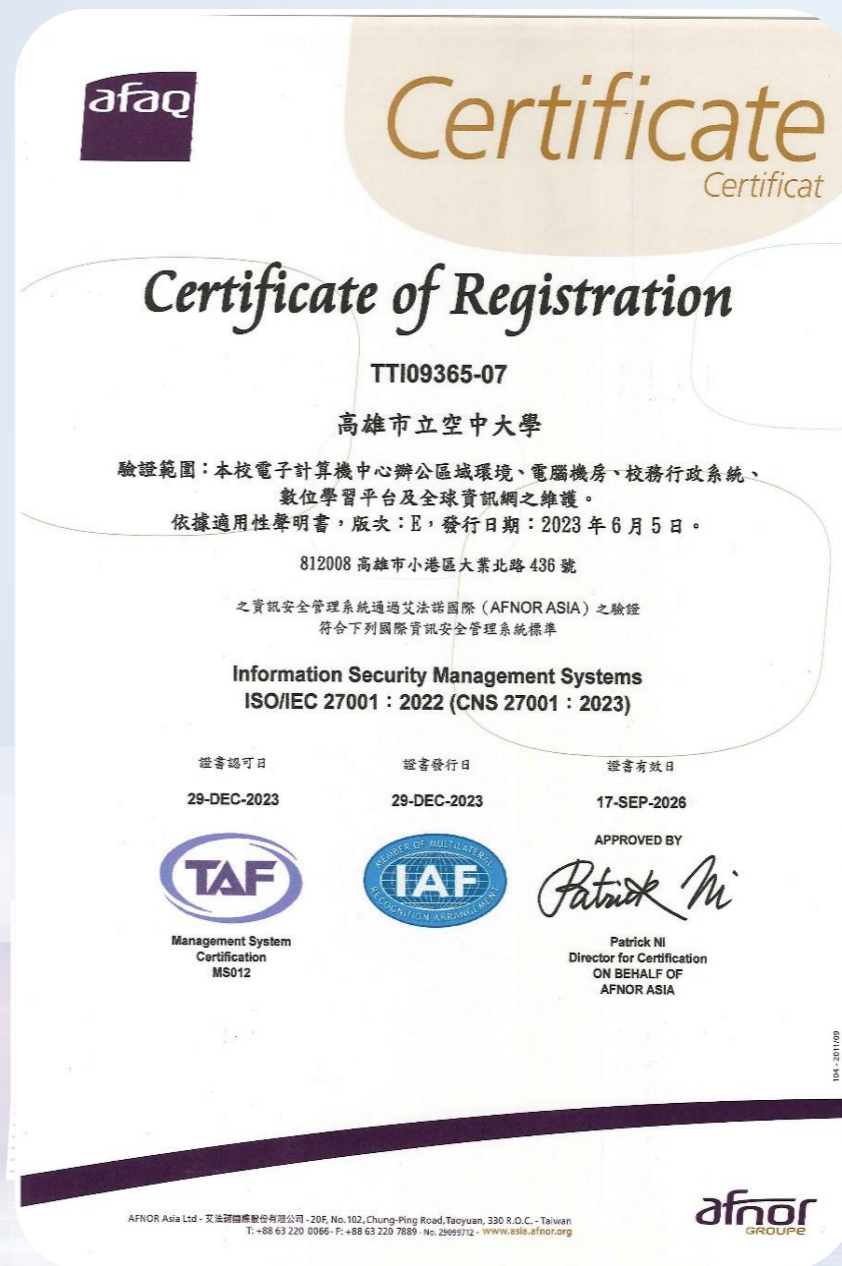 afaq
Certificate
Certificat
Certificate of Registration
TTI09365-07
高雄市立空中大學
驗證範圍：本校電子計算機中心辦公區域環境、電腦機房、校務行政系統、
數位學習平台及全球資訊網之維護。
依據適用性聲明書，版次：E，發行日期：2023 年 6 月 5 日。
812008 高雄市小港區大業北路 436 號
之資訊安全管理系統通過艾法諾國際（AFNOR ASIA）之驗證
符合下列國際資訊安全管理系統標準
Information Security Management Systems
ISO/IEC 27001：2022 (CNS 27001：2023)
證書認可日 證書發行日 證書有效日
29-DEC-2023 29-DEC-2023 17-SEP-2026
APPROVED BY
TAF
MEMBER OF MULTILATERAL
IAF
RECOGNITION ARRANGEMENT
Patrick Ni
Management System
Certification
MS012
Patrick NI
Director for Certification
ON BEHALF OF
AFNOR ASIA
104 - 2011/09
AFNOR Asia Ltd - 艾法諾國際股份有限公司 - 20F, No.102, Chung-Ping Road,Taoyuan, 330 R.O.C. - Taiwan
T: +88 63 220 0066- F: +88 63 220 7889 - No. 29099712 - www.asia.afnor.org
afnor
GROUPE